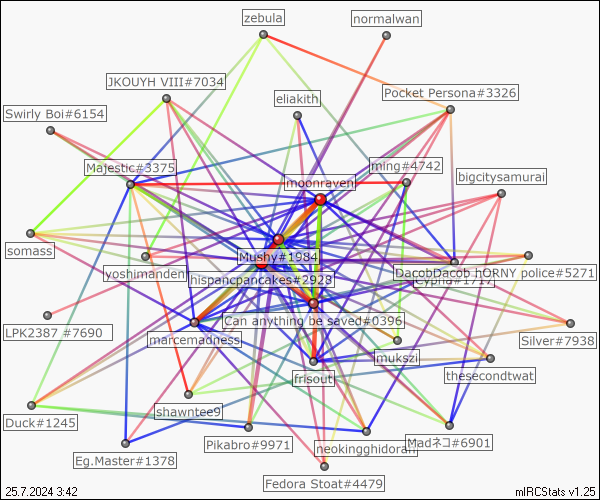 zebula
normalwan
JKOUYH VIII#7034
eliakith
Pocket Persona#3326
Swirly Boi#6154
Majestic#3375
ming#4742
moonraven
bigcitysamurai
somass
Mushy#1984
yoshimanden
DacobDacob
hORNY police#5271
hispancpancakes#2928
Cypria#1717
LPK2387 #7690
Can anything be saved#0396
marcemadness
Silver#7938
mukszi
thesecondtwat
frisouti
shawntee9
Duck#1245
Pikabro#9971
neokingghidorah
Madネコ#6901
Eg.Master#1378
Fedora Stoat#4479
25.7.2024 3:42
mIRCStats v1.25